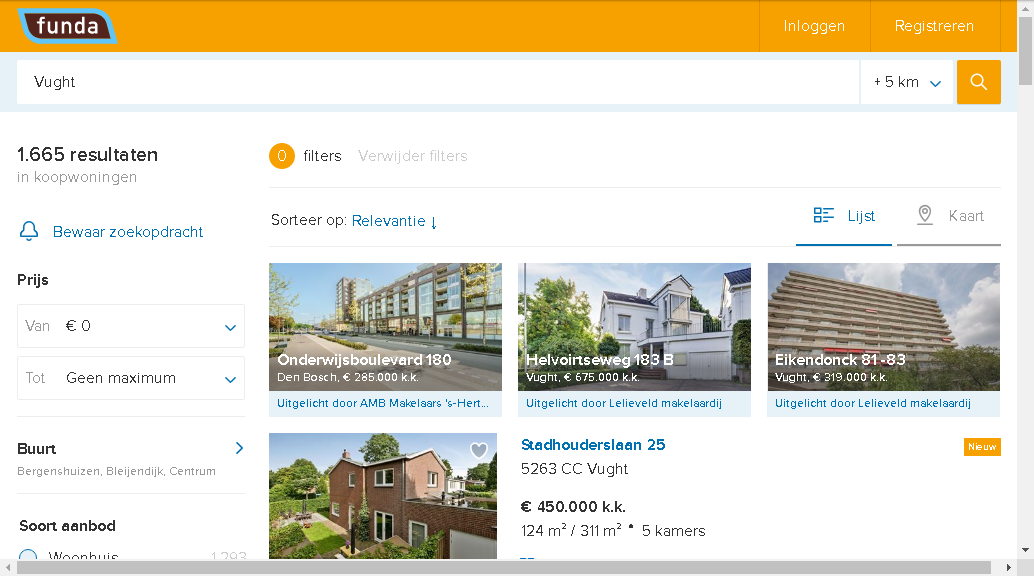 funda
Inloggen
Registreren
Vught
+ 5 km
1.665 resultaten
in koopwoningen
0 filters
Verwijder filters
Bewaar zoekopdracht
Sorteer op: Relevantie ↓
Lijst
Kaart
Prijs
Van € 0
Tot Geen maximum
Onderwijsboulevard 180
Den Bosch, € 285.000 k.k.
Uitgelicht door AMB Makelaars 's-Hert...
Helvoirtseweg 183 B
Vught, € 675.000 k.k.
Uitgelicht door Lelieveld makelaardij
Eikendonck 81 -83
Vught, € 319.000 k.k.
Uitgelicht door Lelieveld makelaardij
Buurt
Bergenshuizen, Bleijendijk, Centrum
Soort aanbod
Woonhuis 1.293
Stadhouderslaan 25
Nieuw
5263 CC Vught
€ 450.000 k.k.
124 m² / 311 m² • 5 kamers